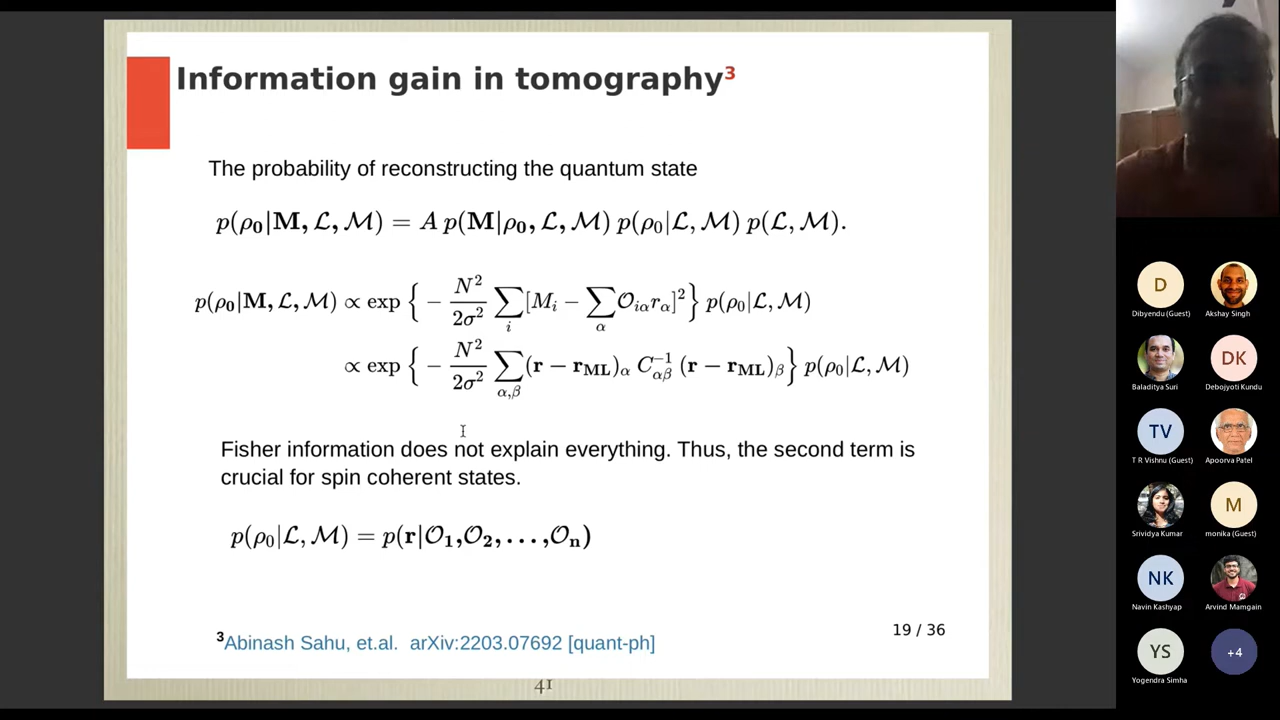 Information gain in tomography³
The probability of reconstructing the quantum state
p(ρ₀|M, ℒ, ℳ) = A p(M|ρ₀, ℒ, ℳ) p(ρ₀|ℒ, ℳ) p(ℒ, ℳ).
p(ρ₀|M, ℒ, ℳ) ∝ exp { − N²/2σ² ∑ᵢ [Mᵢ − ∑_α 𝒪_{iα} r_α]² } p(ρ₀|ℒ, ℳ)
∝ exp { − N²/2σ² ∑_{α,β} (r − r_ML)_α C⁻¹_{αβ} (r − r_ML)_β } p(ρ₀|ℒ, ℳ)
Fisher information does not explain everything. Thus, the second term is
crucial for spin coherent states.
p(ρ₀|ℒ, ℳ) = p(r|𝒪₁,𝒪₂, . . . ,𝒪ₙ)
³Abinash Sahu, et.al. arXiv:2203.07692 [quant-ph]
19 / 36
41
D
Dibyendu (Guest)
Akshay Singh
Baladitya Suri
DK
Debojyoti Kundu
TV
T R Vishnu (Guest)
Apoorva Patel
Srividya Kumar
M
monika (Guest)
NK
Navin Kashyap
Arvind Mamgain
YS
Yogendra Simha
+4